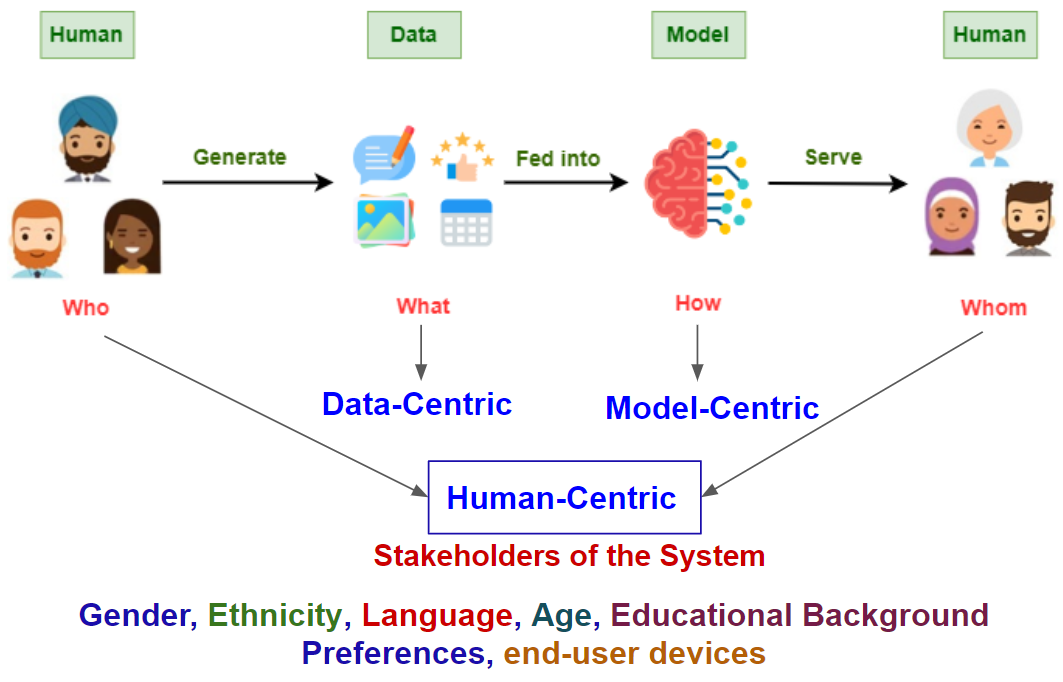 Human
Data
Model
Human
Generate
Fed into
Serve
Who
What
How
Whom
Data-Centric
Model-Centric
Human-Centric
Stakeholders of the System
Gender, Ethnicity, Language, Age, Educational Background
Preferences, end-user devices